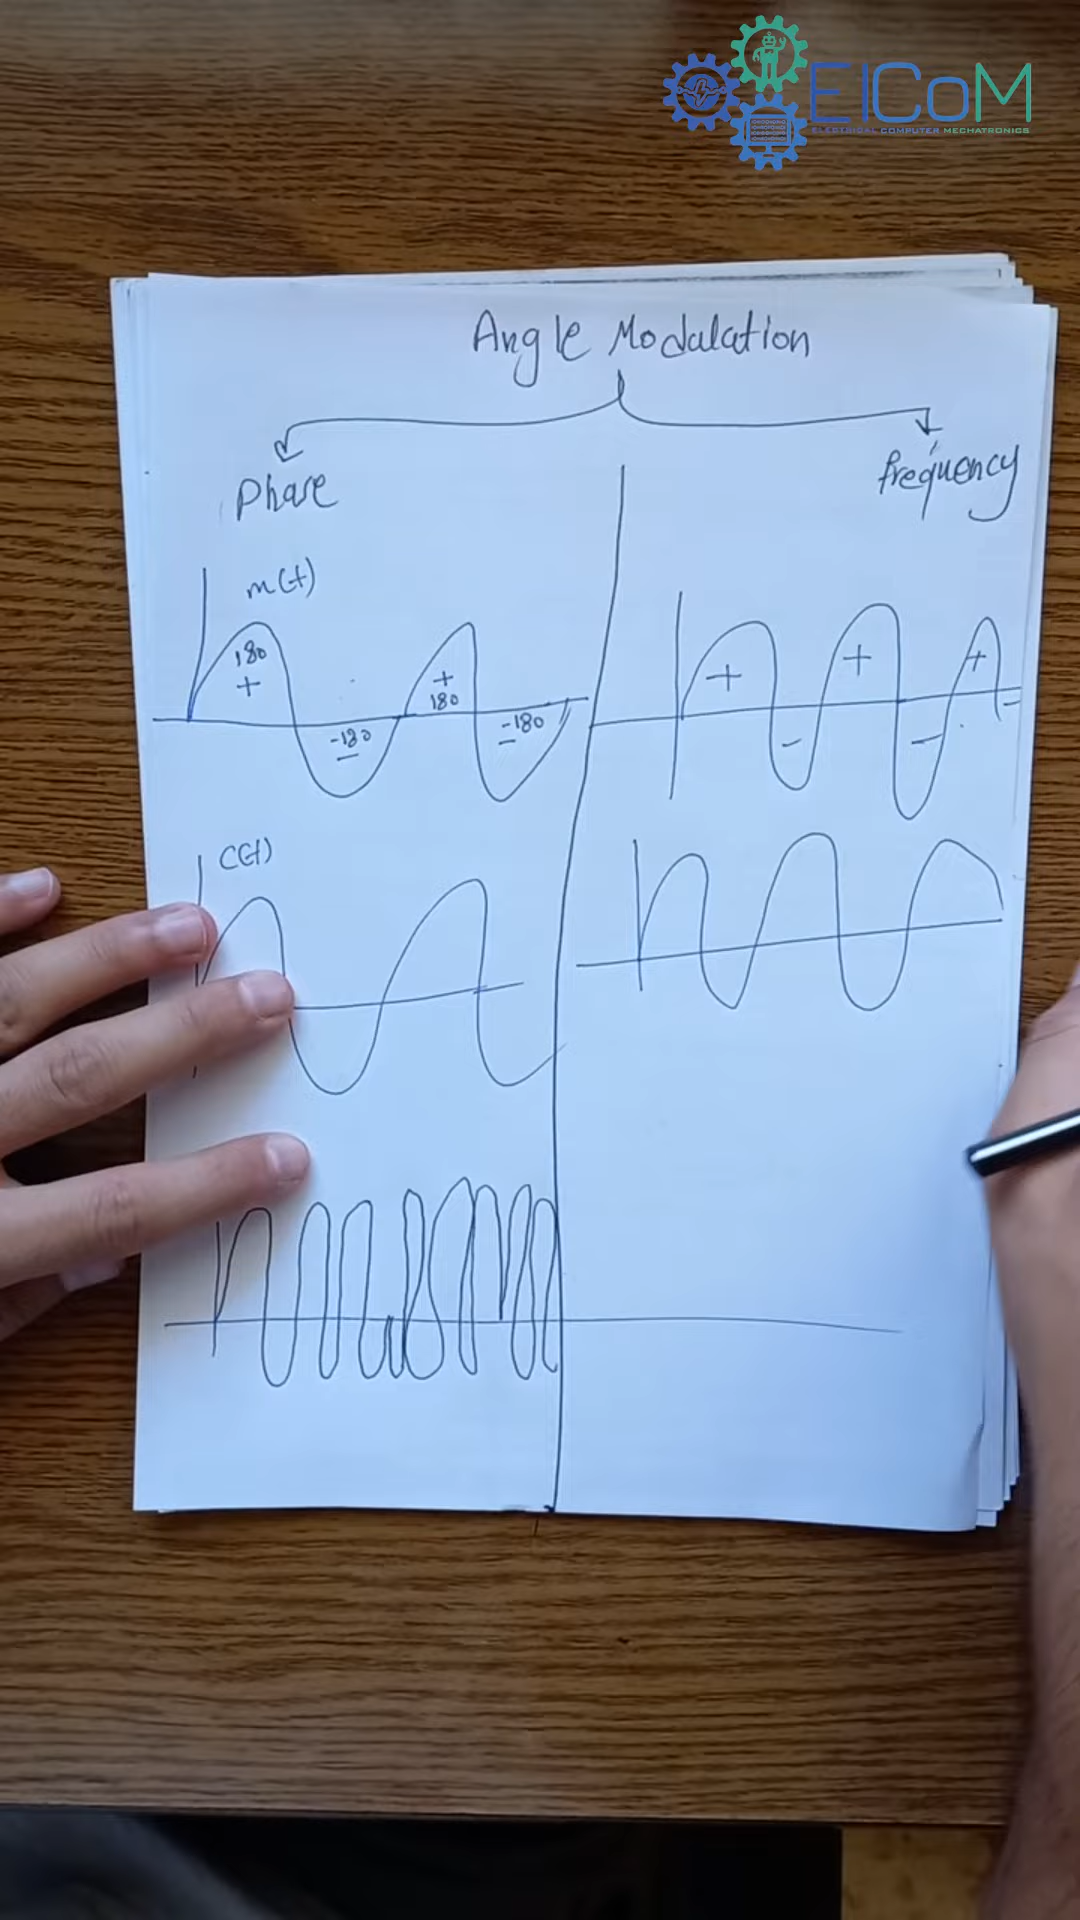 EICoM
ELECTRICAL COMPUTER MECHATRONICS
Angle Modulation
Phase
frequency
m(t)
180
+
-180
-
+
180
-180
-
+
-
+
-
+
-
C(t)